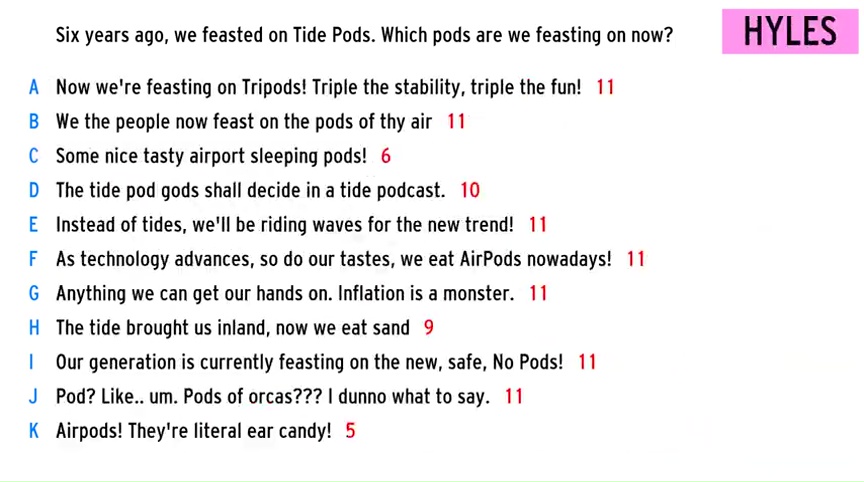 Six years ago, we feasted on Tide Pods. Which pods are we feasting on now?
HYLES
A Now we're feasting on Tripods! Triple the stability, triple the fun! 11
B We the people now feast on the pods of thy air 11
C Some nice tasty airport sleeping pods! 6
D The tide pod gods shall decide in a tide podcast. 10
E Instead of tides, we'll be riding waves for the new trend! 11
F As technology advances, so do our tastes, we eat AirPods nowadays! 11
G Anything we can get our hands on. Inflation is a monster. 11
H The tide brought us inland, now we eat sand 9
I Our generation is currently feasting on the new, safe, No Pods! 11
J Pod? Like.. um. Pods of orcas??? I dunno what to say. 11
K Airpods! They're literal ear candy! 5